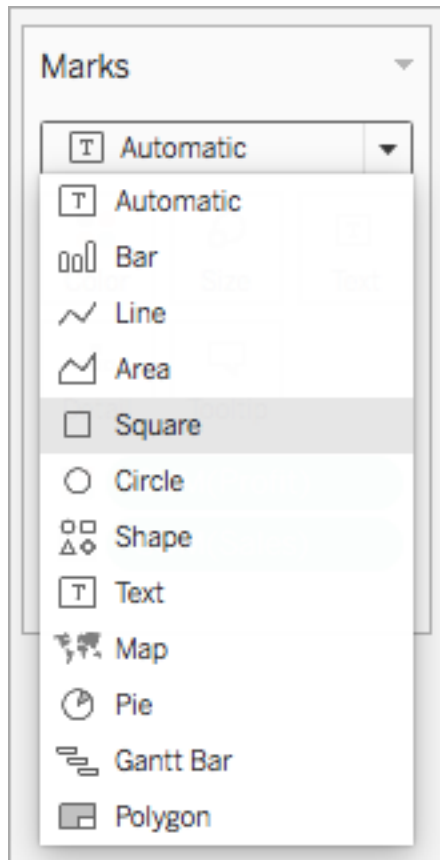 Marks
Automatic
Automatic
Bar
Line
Area
Square
Circle
Shape
Text
Map
Pie
Gantt Bar
Polygon